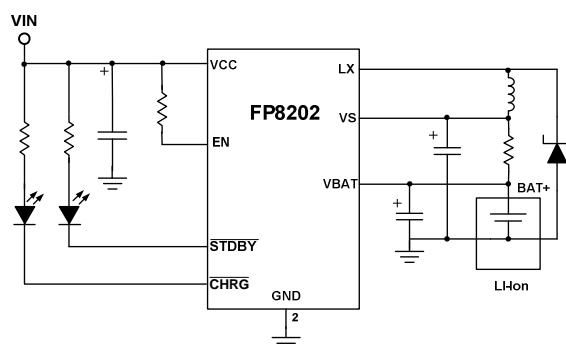 VIN
VCC
LX
FP8202
VS
EN
VBAT
BAT+
STDBY
CHRG
GND
2
LI-Ion
+
+
+